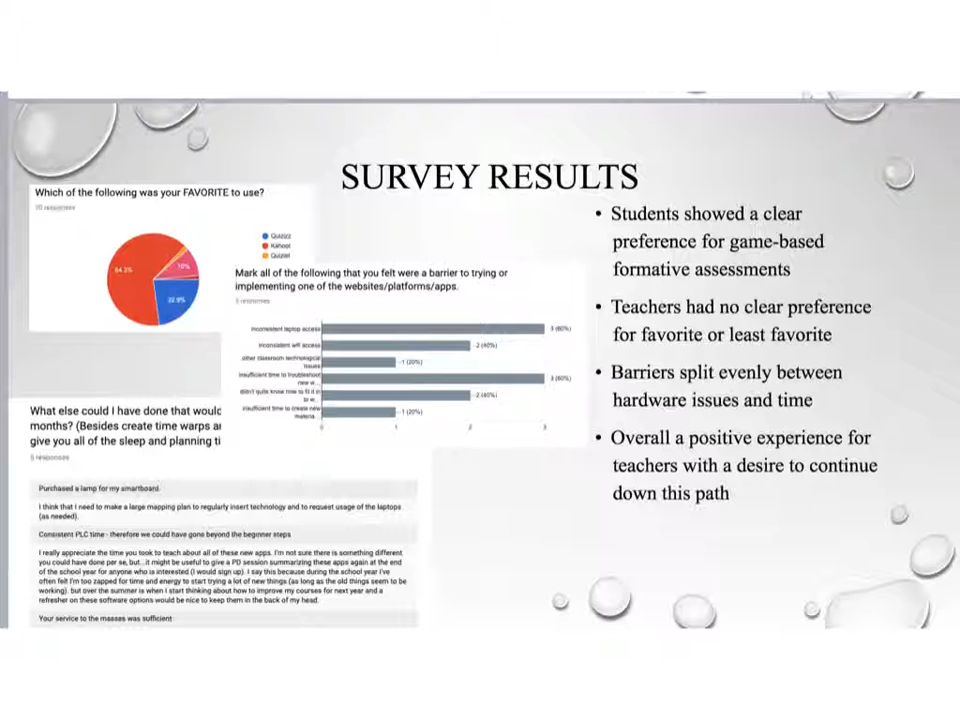 SURVEY RESULTS
Which of the following was your FAVORITE to use?
70 responses
64.3%
10%
22.9%
Quizizz
Kahoot
Quizlet
Mark all of the following that you felt were a barrier to trying or
implementing one of the websites/platforms/apps.
5 responses
Inconsistent laptop access
3 (60%)
Inconsistent wifi access
2 (40%)
other classroom technological
issues
1 (20%)
Insufficient time to troubleshoot
new w...
3 (60%)
didn't quite know how to fit it in
2 (40%)
Insufficient time to create new
materia...
1 (20%)
0
1
2
3
What else could I have done that would
months? (Besides create time warps a
give you all of the sleep and planning ti
5 responses
Purchased a lamp for my smartboard.
I think that I need to make a large mapping plan to regularly insert technology and to request usage of the laptops
(as needed).
Consistent PLC time - therefore we could have gone beyond the beginner steps
I really appreciate the time you took to teach about all of these new apps. I'm not sure there is something different
you could have done per se, but...it might be useful to give a PD session summarizing these apps again at the end
of the school year for anyone who is interested (I would sign up). I say this because during the school year I've
often felt I'm too zapped for time and energy to start trying a lot of new things (as long as the old things seem to be
working), but over the summer is when I start thinking about how to improve my courses for next year and a
refresher on these software options would be nice to keep them in the back of my head.
Your service to the masses was sufficient
• Students showed a clear
preference for game-based
formative assessments
• Teachers had no clear preference
for favorite or least favorite
• Barriers split evenly between
hardware issues and time
• Overall a positive experience for
teachers with a desire to continue
down this path